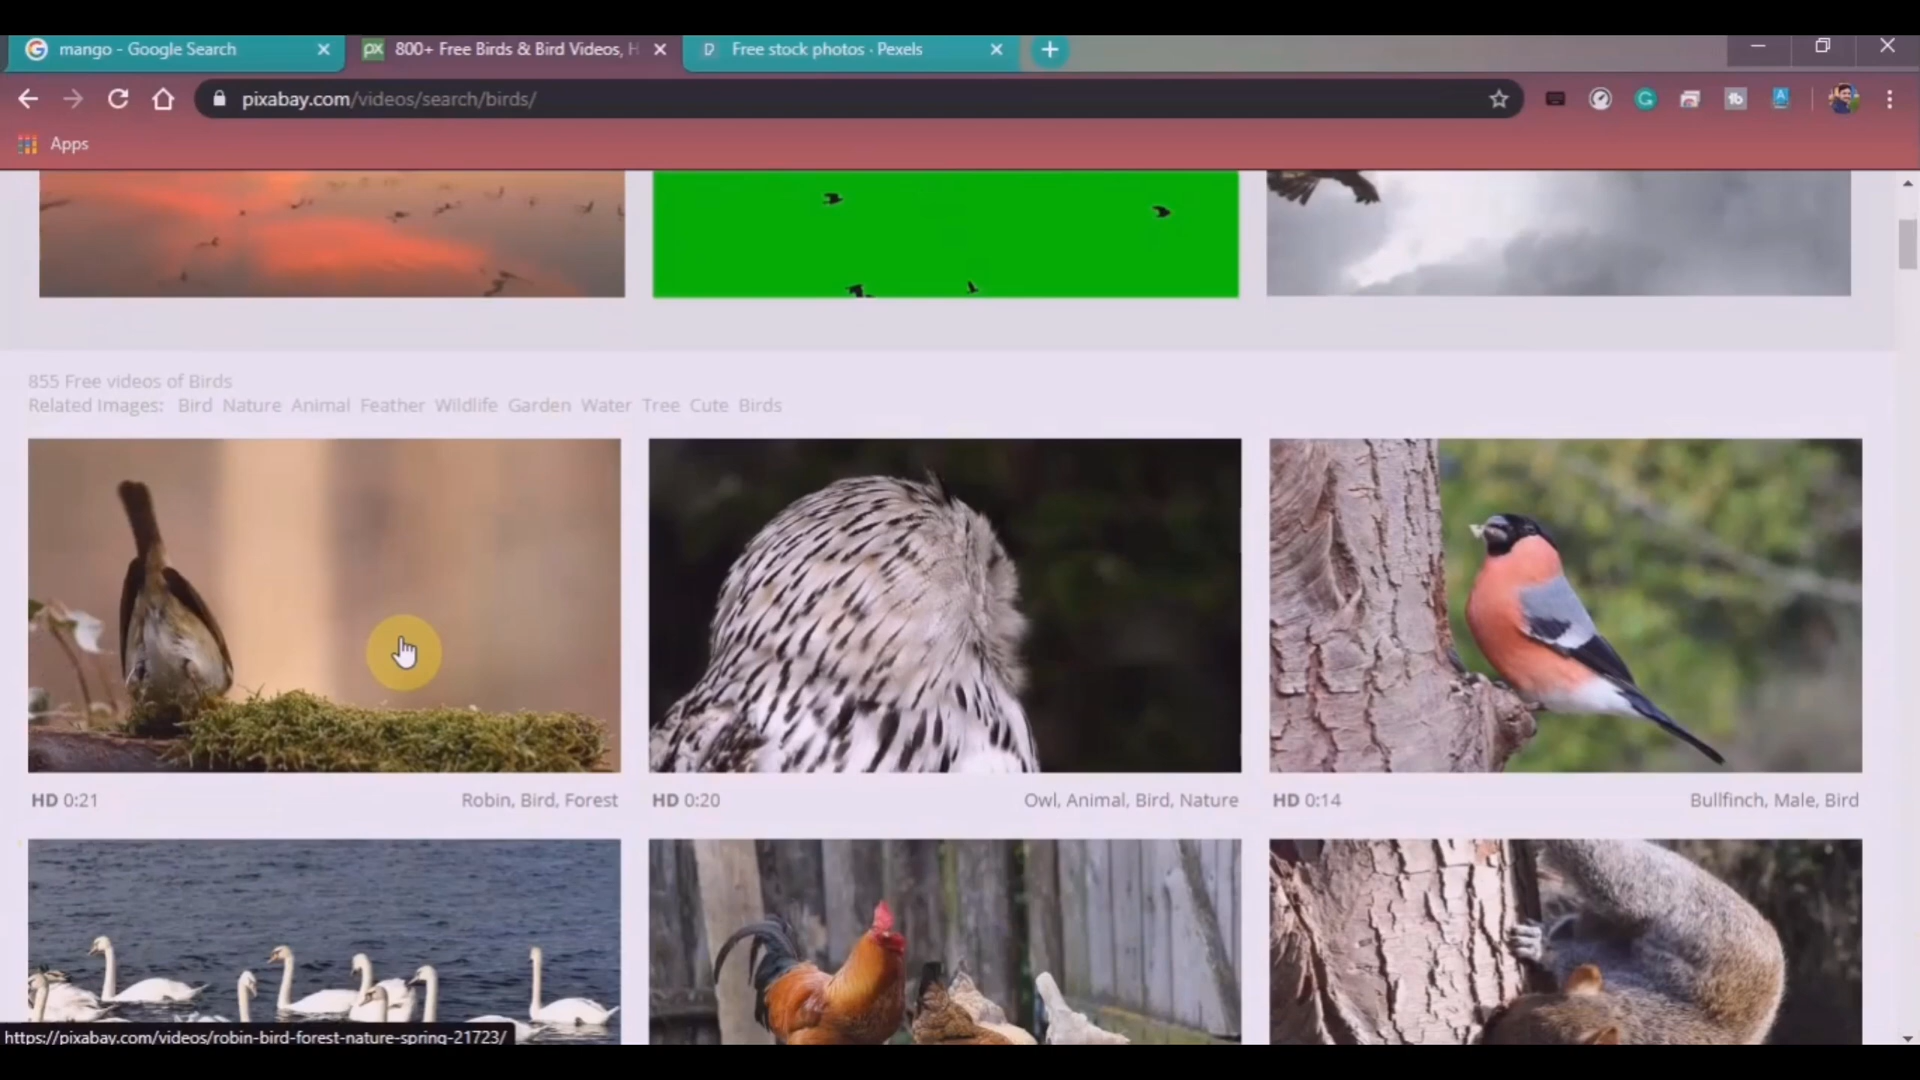 mango - Google Search
800+ Free Birds & Bird Videos, H
Free stock photos · Pexels
pixabay.com/videos/search/birds/
Apps
855 Free videos of Birds
Related Images: Bird Nature Animal Feather Wildlife Garden Water Tree Cute Birds
HD 0:21
Robin, Bird, Forest
HD 0:20
Owl, Animal, Bird, Nature
HD 0:14
Bullfinch, Male, Bird
https://pixabay.com/videos/robin-bird-forest-nature-spring-21723/